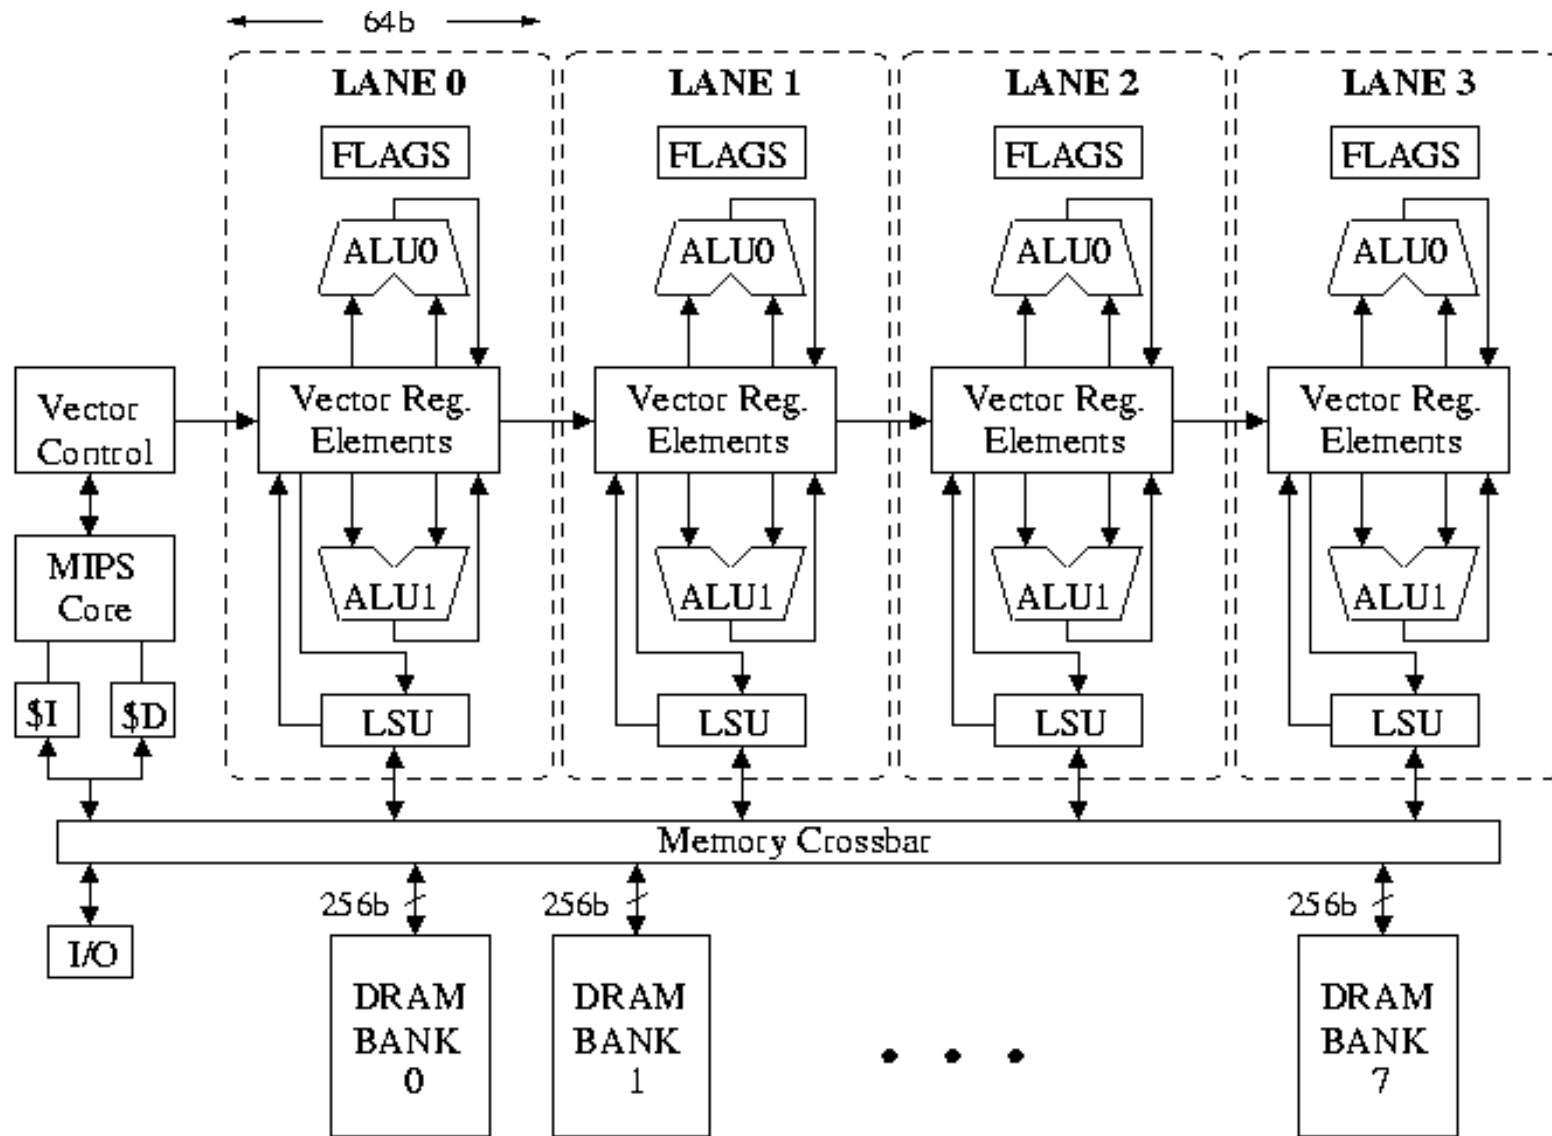 64b
LANE 0
LANE 1
LANE 2
LANE 3
FLAGS
FLAGS
FLAGS
FLAGS
ALU0
ALU0
ALU0
ALU0
Vector
Control
Vector Reg.
Elements
Vector Reg.
Elements
Vector Reg.
Elements
Vector Reg.
Elements
MIPS
Core
ALU1
ALU1
ALU1
ALU1
$I
$D
LSU
LSU
LSU
LSU
Memory Crossbar
256b
256b
256b
I/O
DRAM
BANK
0
DRAM
BANK
1
• • •
DRAM
BANK
7